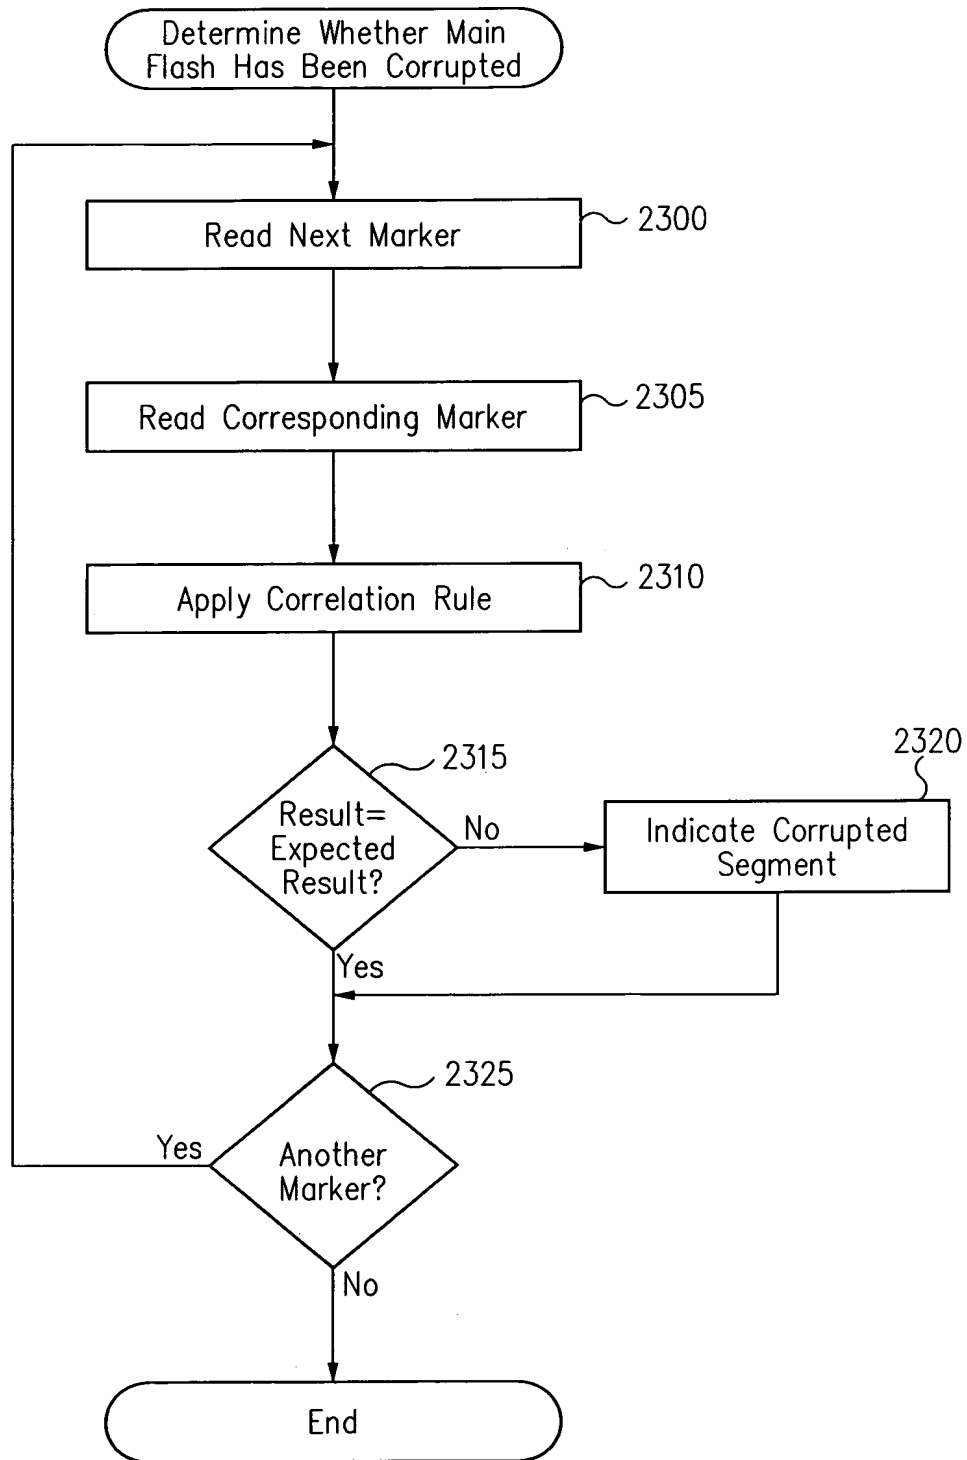 Determine Whether Main
Flash Has Been Corrupted
Read Next Marker
2300
Read Corresponding Marker
2305
Apply Correlation Rule
2310
2315
2320
Result=
Expected
Result?
No
Indicate Corrupted
Segment
Yes
2325
Yes
Another
Marker?
No
End